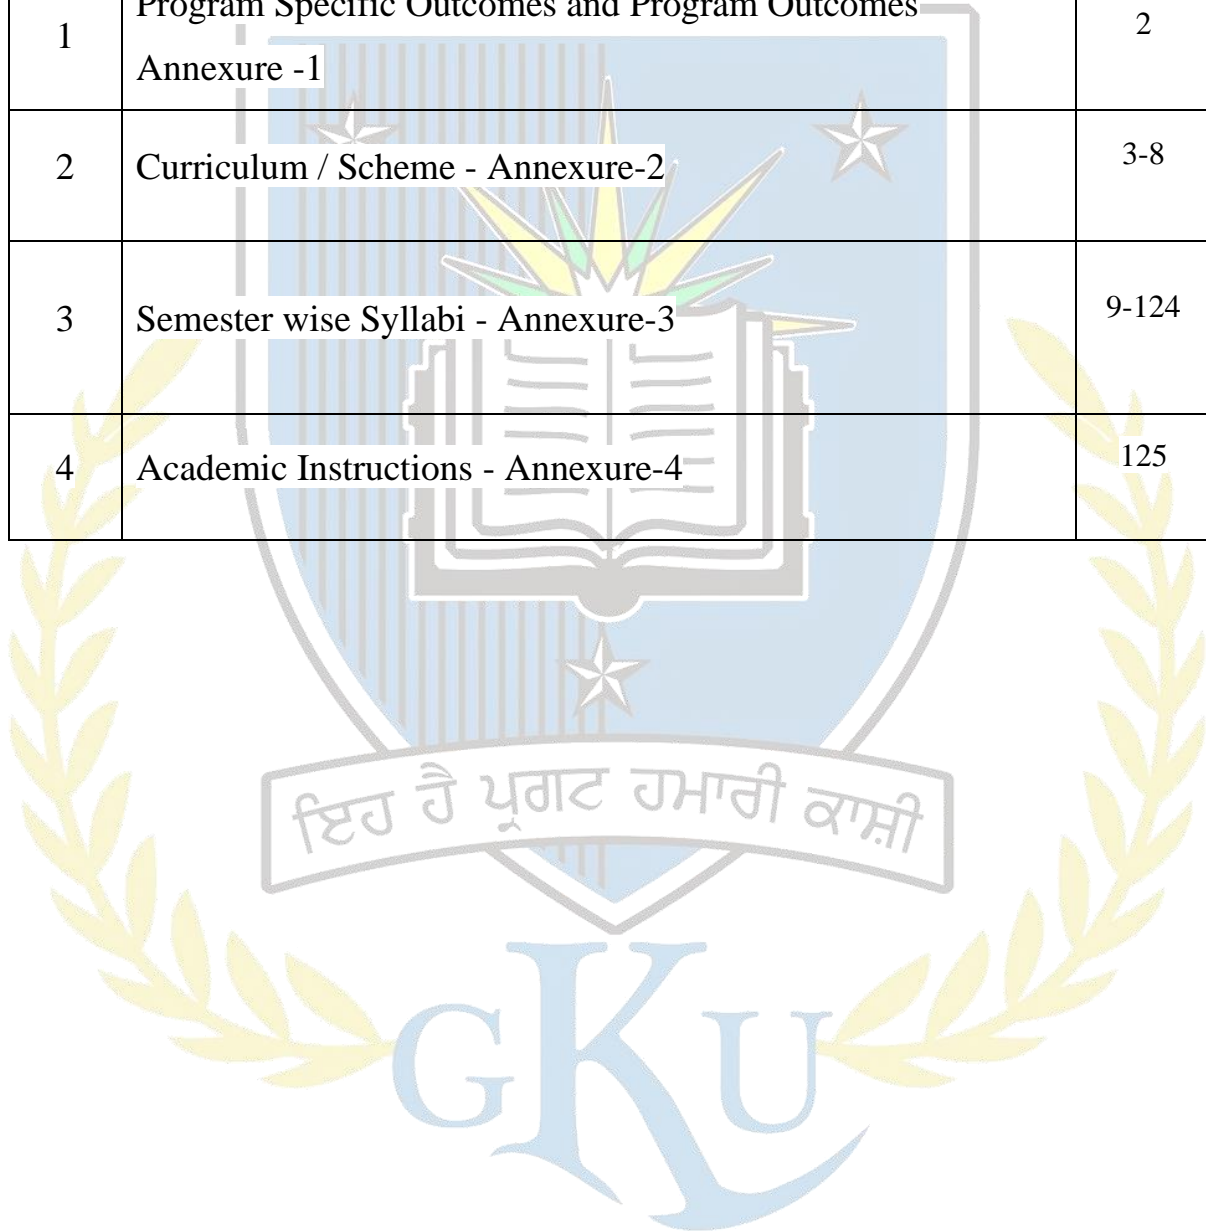 1 Program Specific Outcomes and Program Outcomes 2
Annexure -1
2 Curriculum / Scheme - Annexure-2 3-8
3 Semester wise Syllabi - Annexure-3 9-124
4 Academic Instructions - Annexure-4 125
ਇਹ ਹੈ ਪ੍ਰਗਟ ਹਮਾਰੀ ਕਾਸ਼ੀ
GKU